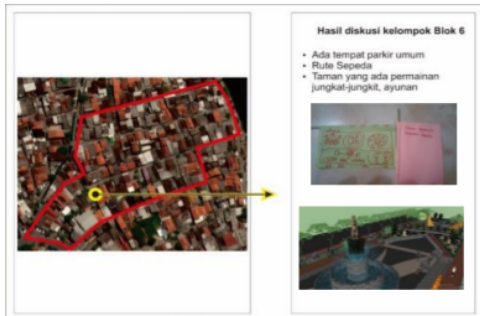 Hasil diskusi kelompok Blok 6
• Ada tempat parkir umum
• Rute Sepeda
• Taman yang ada permainan
jungkat-jungkit, ayunan